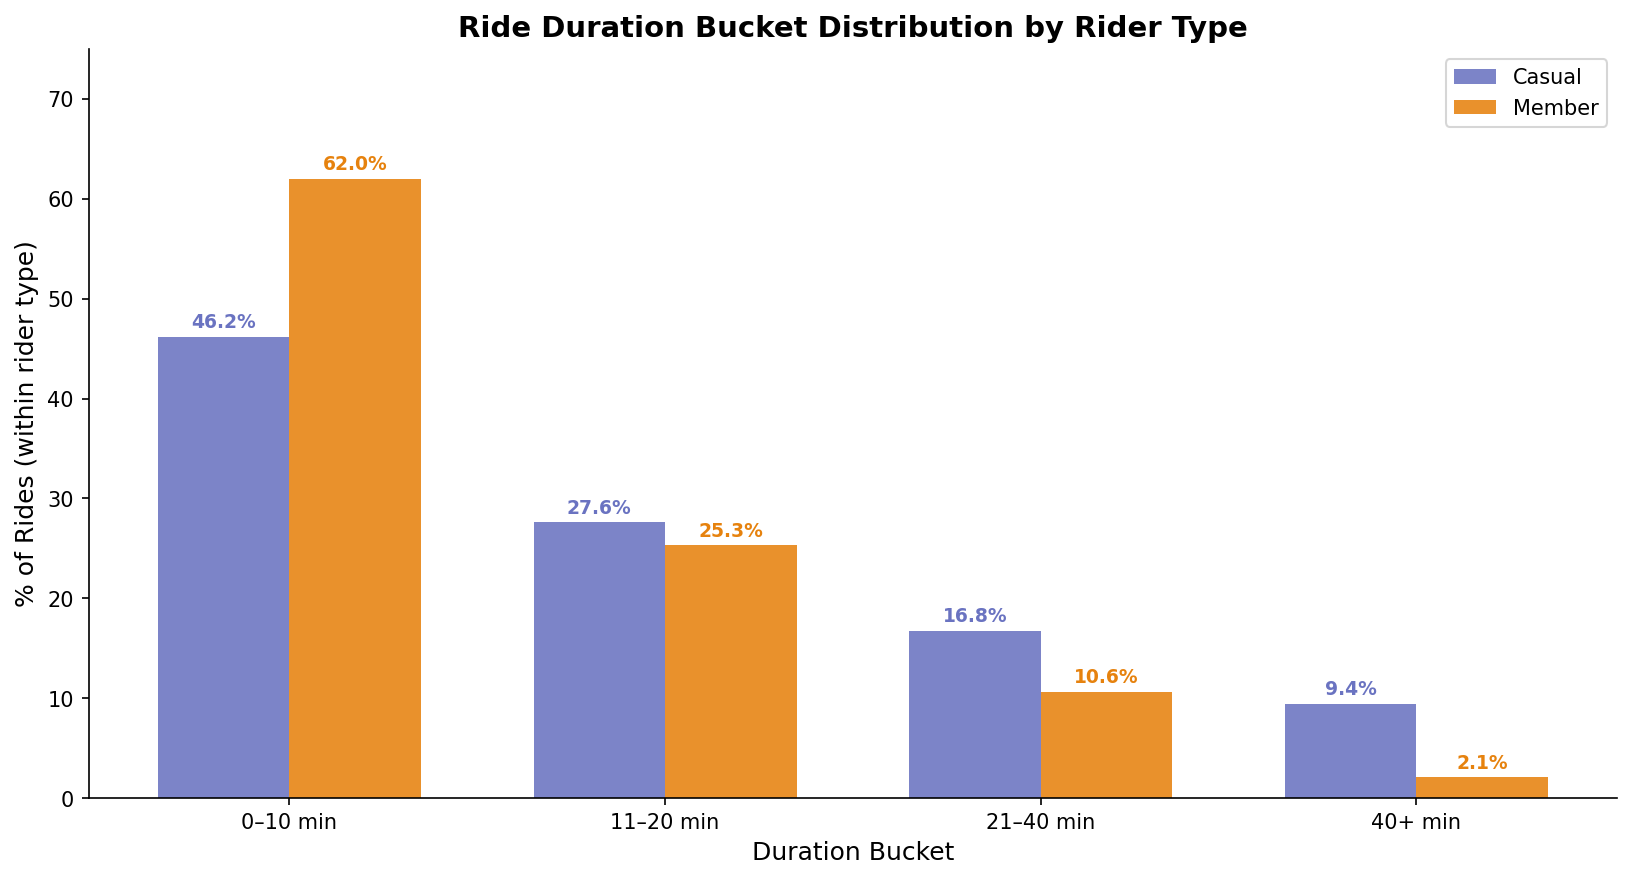 Ride Duration Bucket Distribution by Rider Type
Casual
Member
% of Rides (within rider type)
70
60
50
40
30
20
10
0
46.2%
62.0%
27.6%
25.3%
16.8%
10.6%
9.4%
2.1%
0–10 min
11–20 min
21–40 min
40+ min
Duration Bucket